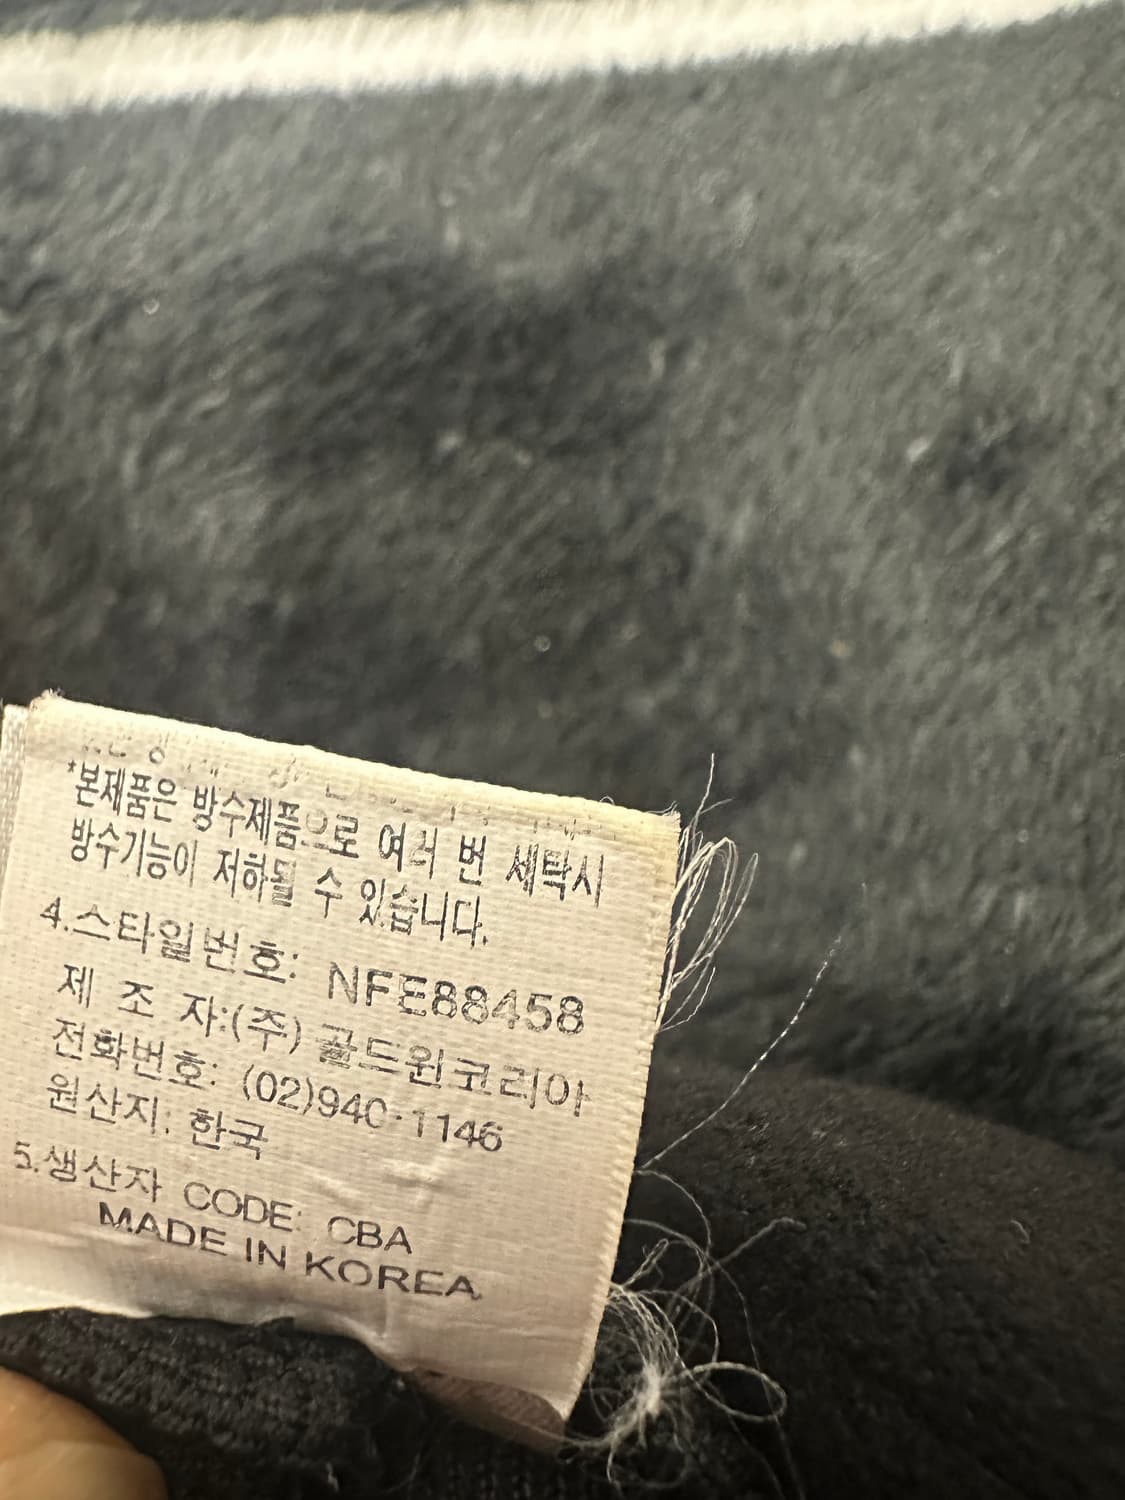 *본제품은 방수제품으로 여러 번 세탁시
방수기능이 저하될 수 있습니다.
4.스타일번호: NFE88458
제 조 자:(주) 골드윈코리아
전화번호: (02)940-1146
원산지: 한국
5.생산자 CODE: CBA
MADE IN KOREA